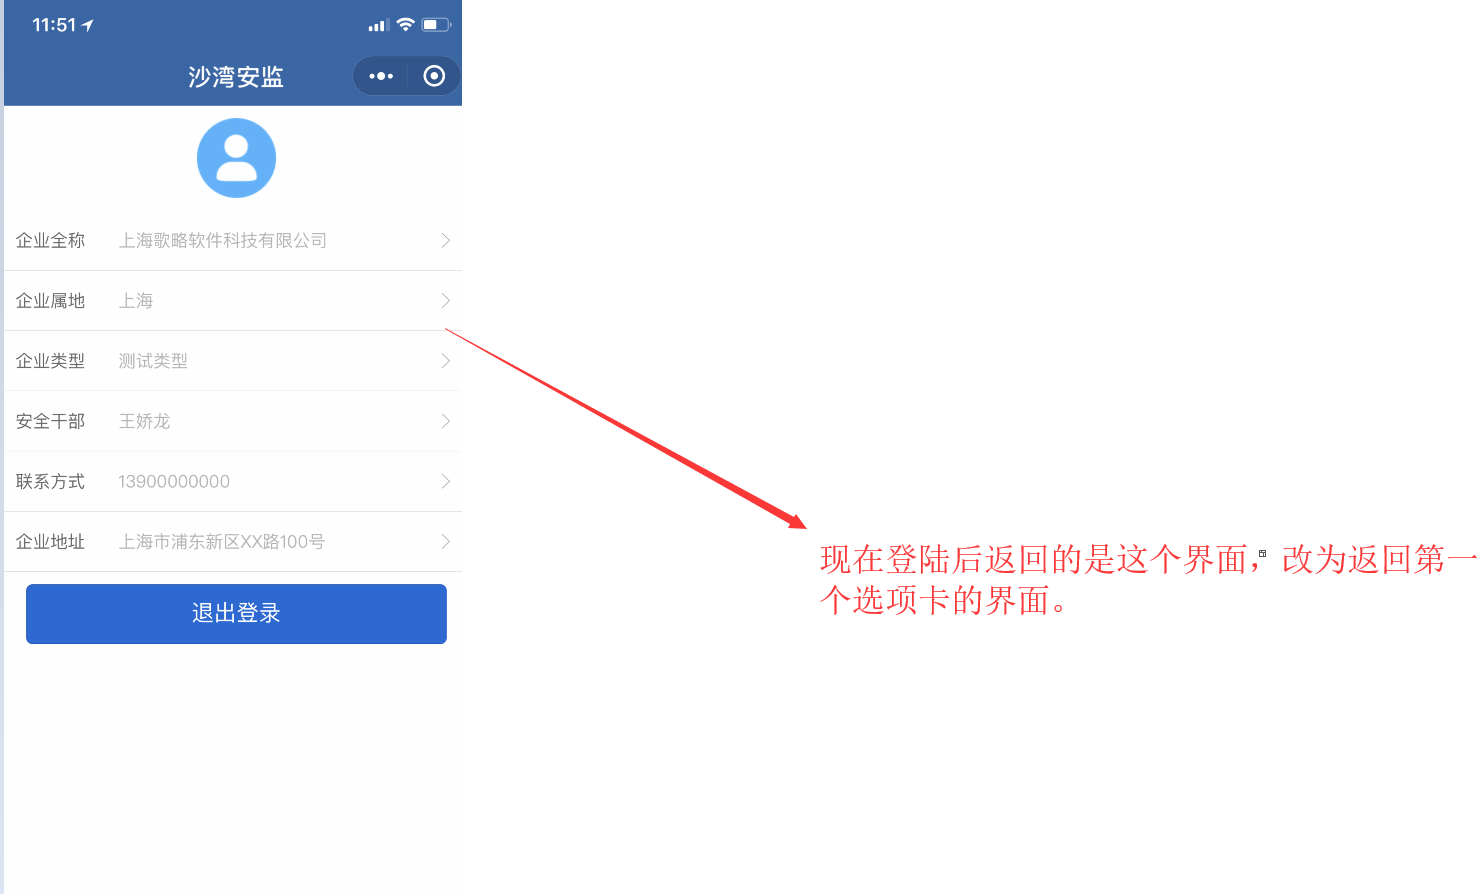 11:51
沙湾安监
企业全称 上海歌略软件科技有限公司
企业属地 上海
企业类型 测试类型
安全干部 王娇龙
联系方式 13900000000
企业地址 上海市浦东新区XX路100号
退出登录
现在登陆后返回的是这个界面，改为返回第一
个选项卡的界面。